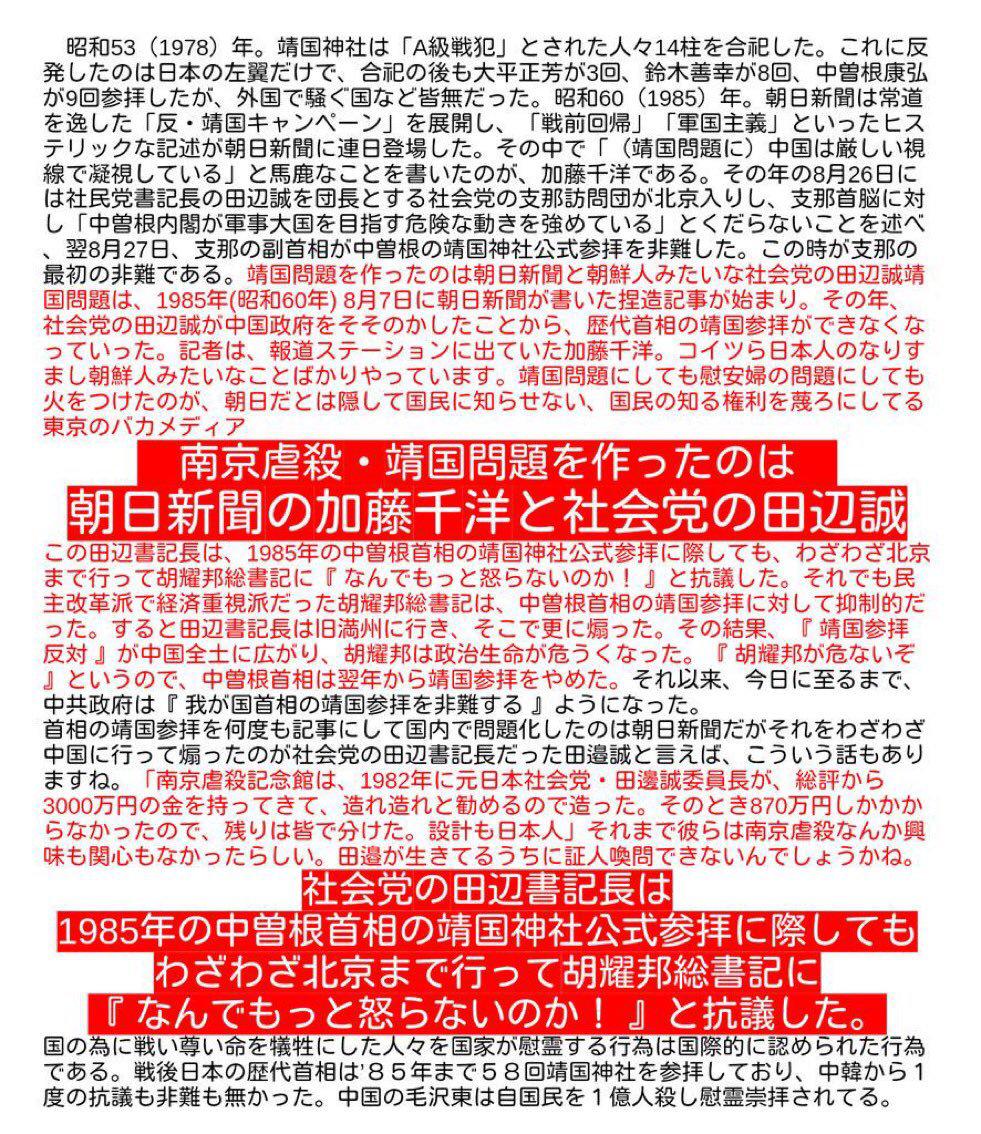 昭和53（1978）年。靖国神社は「A級戦犯」とされた人々14柱を合祀した。これに反
発したのは日本の左翼だけで、合祀の後も大平正芳が3回、鈴木善幸が8回、中曽根康弘
が9回参拝したが、外国で騒ぐ国など皆無だった。昭和60（1985）年。朝日新聞は常道
を逸した「反・靖国キャンペーン」を展開し、「戦前回帰」「軍国主義」といったヒス
テリックな記述が朝日新聞に連日登場した。その中で「（靖国問題に）中国は厳しい視
線で凝視している」と馬鹿なことを書いたのが、加藤千洋である。その年の8月26日に
は社民党書記長の田辺誠を団長とする社会党の支那訪問団が北京入りし、支那首脳に対
し「中曽根内閣が軍事大国を目指す危険な動きを強めている」とくだらないことを述べ
、翌8月27日、支那の副首相が中曽根の靖国神社公式参拝を非難した。この時が支那の
最初の非難である。靖国問題を作ったのは朝日新聞と朝鮮人みたいな社会党の田辺誠靖
国問題は、1985年(昭和60年) 8月7日に朝日新聞が書いた捏造記事が始まり。その年、
社会党の田辺誠が中国政府をそそのかしたことから、歴代首相の靖国参拝ができなくな
っていった。記者は、報道ステーションに出ていた加藤千洋。コイツら日本人のなりす
まし朝鮮人みたいなことばかりやっています。靖国問題にしても慰安婦の問題にしても
火をつけたのが、朝日だとは隠して国民に知らせない、国民の知る権利を蔑ろにしてる
東京のバカメディア
南京虐殺・靖国問題を作ったのは
朝日新聞の加藤千洋と社会党の田辺誠
この田辺書記長は、1985年の中曽根首相の靖国神社公式参拝に際しても、わざわざ北京
まで行って胡耀邦総書記に『 なんでもっと怒らないのか！ 』と抗議した。それでも民
主改革派で経済重視派だった胡耀邦総書記は、中曽根首相の靖国参拝に対して抑制的だ
った。すると田辺書記長は旧満州に行き、そこで更に煽った。その結果、『 靖国参拝
反対 』が中国全土に広がり、胡耀邦は政治生命が危うくなった。『 胡耀邦が危ないぞ
』というので、中曽根首相は翌年から靖国参拝をやめた。それ以来、今日に至るまで、
中共政府は『 我が国首相の靖国参拝を非難する 』ようになった。
首相の靖国参拝を何度も記事にして国内で問題化したのは朝日新聞だがそれをわざわざ
中国に行って煽ったのが社会党の田辺書記長だった田邉誠と言えば、こういう話もあり
ますね。「南京虐殺記念館は、1982年に元日本社会党・田邊誠委員長が、総評から
3000万円の金を持ってきて、造れ造れと勧めるので造った。そのとき870万円しかかか
らなかったので、残りは皆で分けた。設計も日本人」それまで彼らは南京虐殺なんか興
味も関心もなかったらしい。田邉が生きてるうちに証人喚問できないんでしょうかね。
社会党の田辺書記長は
1985年の中曽根首相の靖国神社公式参拝に際しても
わざわざ北京まで行って胡耀邦総書記に
『 なんでもっと怒らないのか！ 』と抗議した。
国の為に戦い尊い命を犠牲にした人々を国家が慰霊する行為は国際的に認められた行為
である。戦後日本の歴代首相は’８５年まで５８回靖国神社を参拝しており、中韓から１
度の抗議も非難も無かった。中国の毛沢東は自国民を１億人殺し慰霊崇拝されてる。